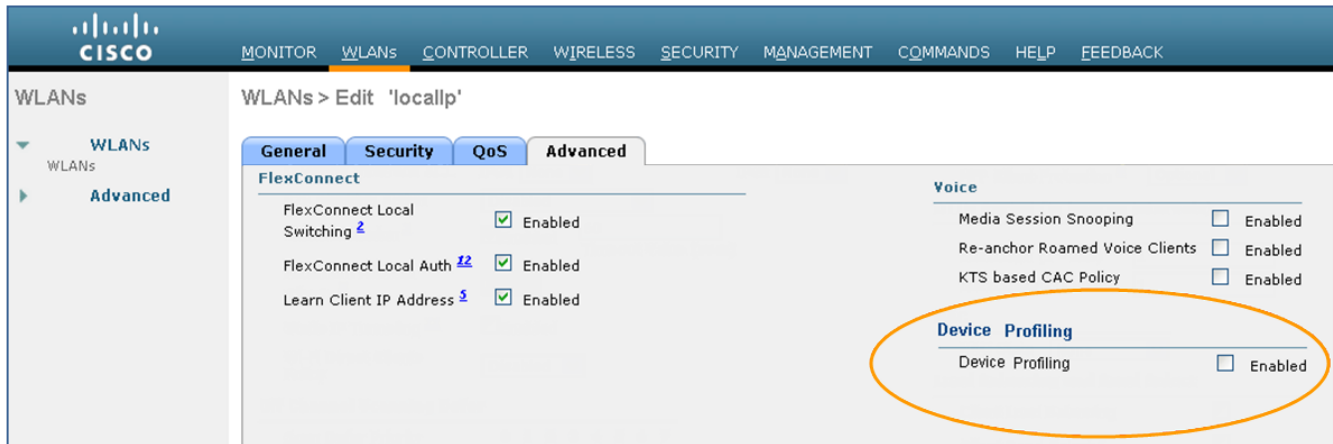 CISCO
MONITOR WLANs CONTROLLER WIRELESS SECURITY MANAGEMENT COMMANDS HELP FEEDBACK
WLANs
WLANs > Edit 'locallp'
WLANs
WLANs
Advanced
General Security QoS Advanced
FlexConnect
FlexConnect Local
Switching 2 Enabled
FlexConnect Local Auth 12 Enabled
Learn Client IP Address 5 Enabled
Voice
Media Session Snooping Enabled
Re-anchor Roamed Voice Clients Enabled
KTS based CAC Policy Enabled
Device Profiling
Device Profiling Enabled